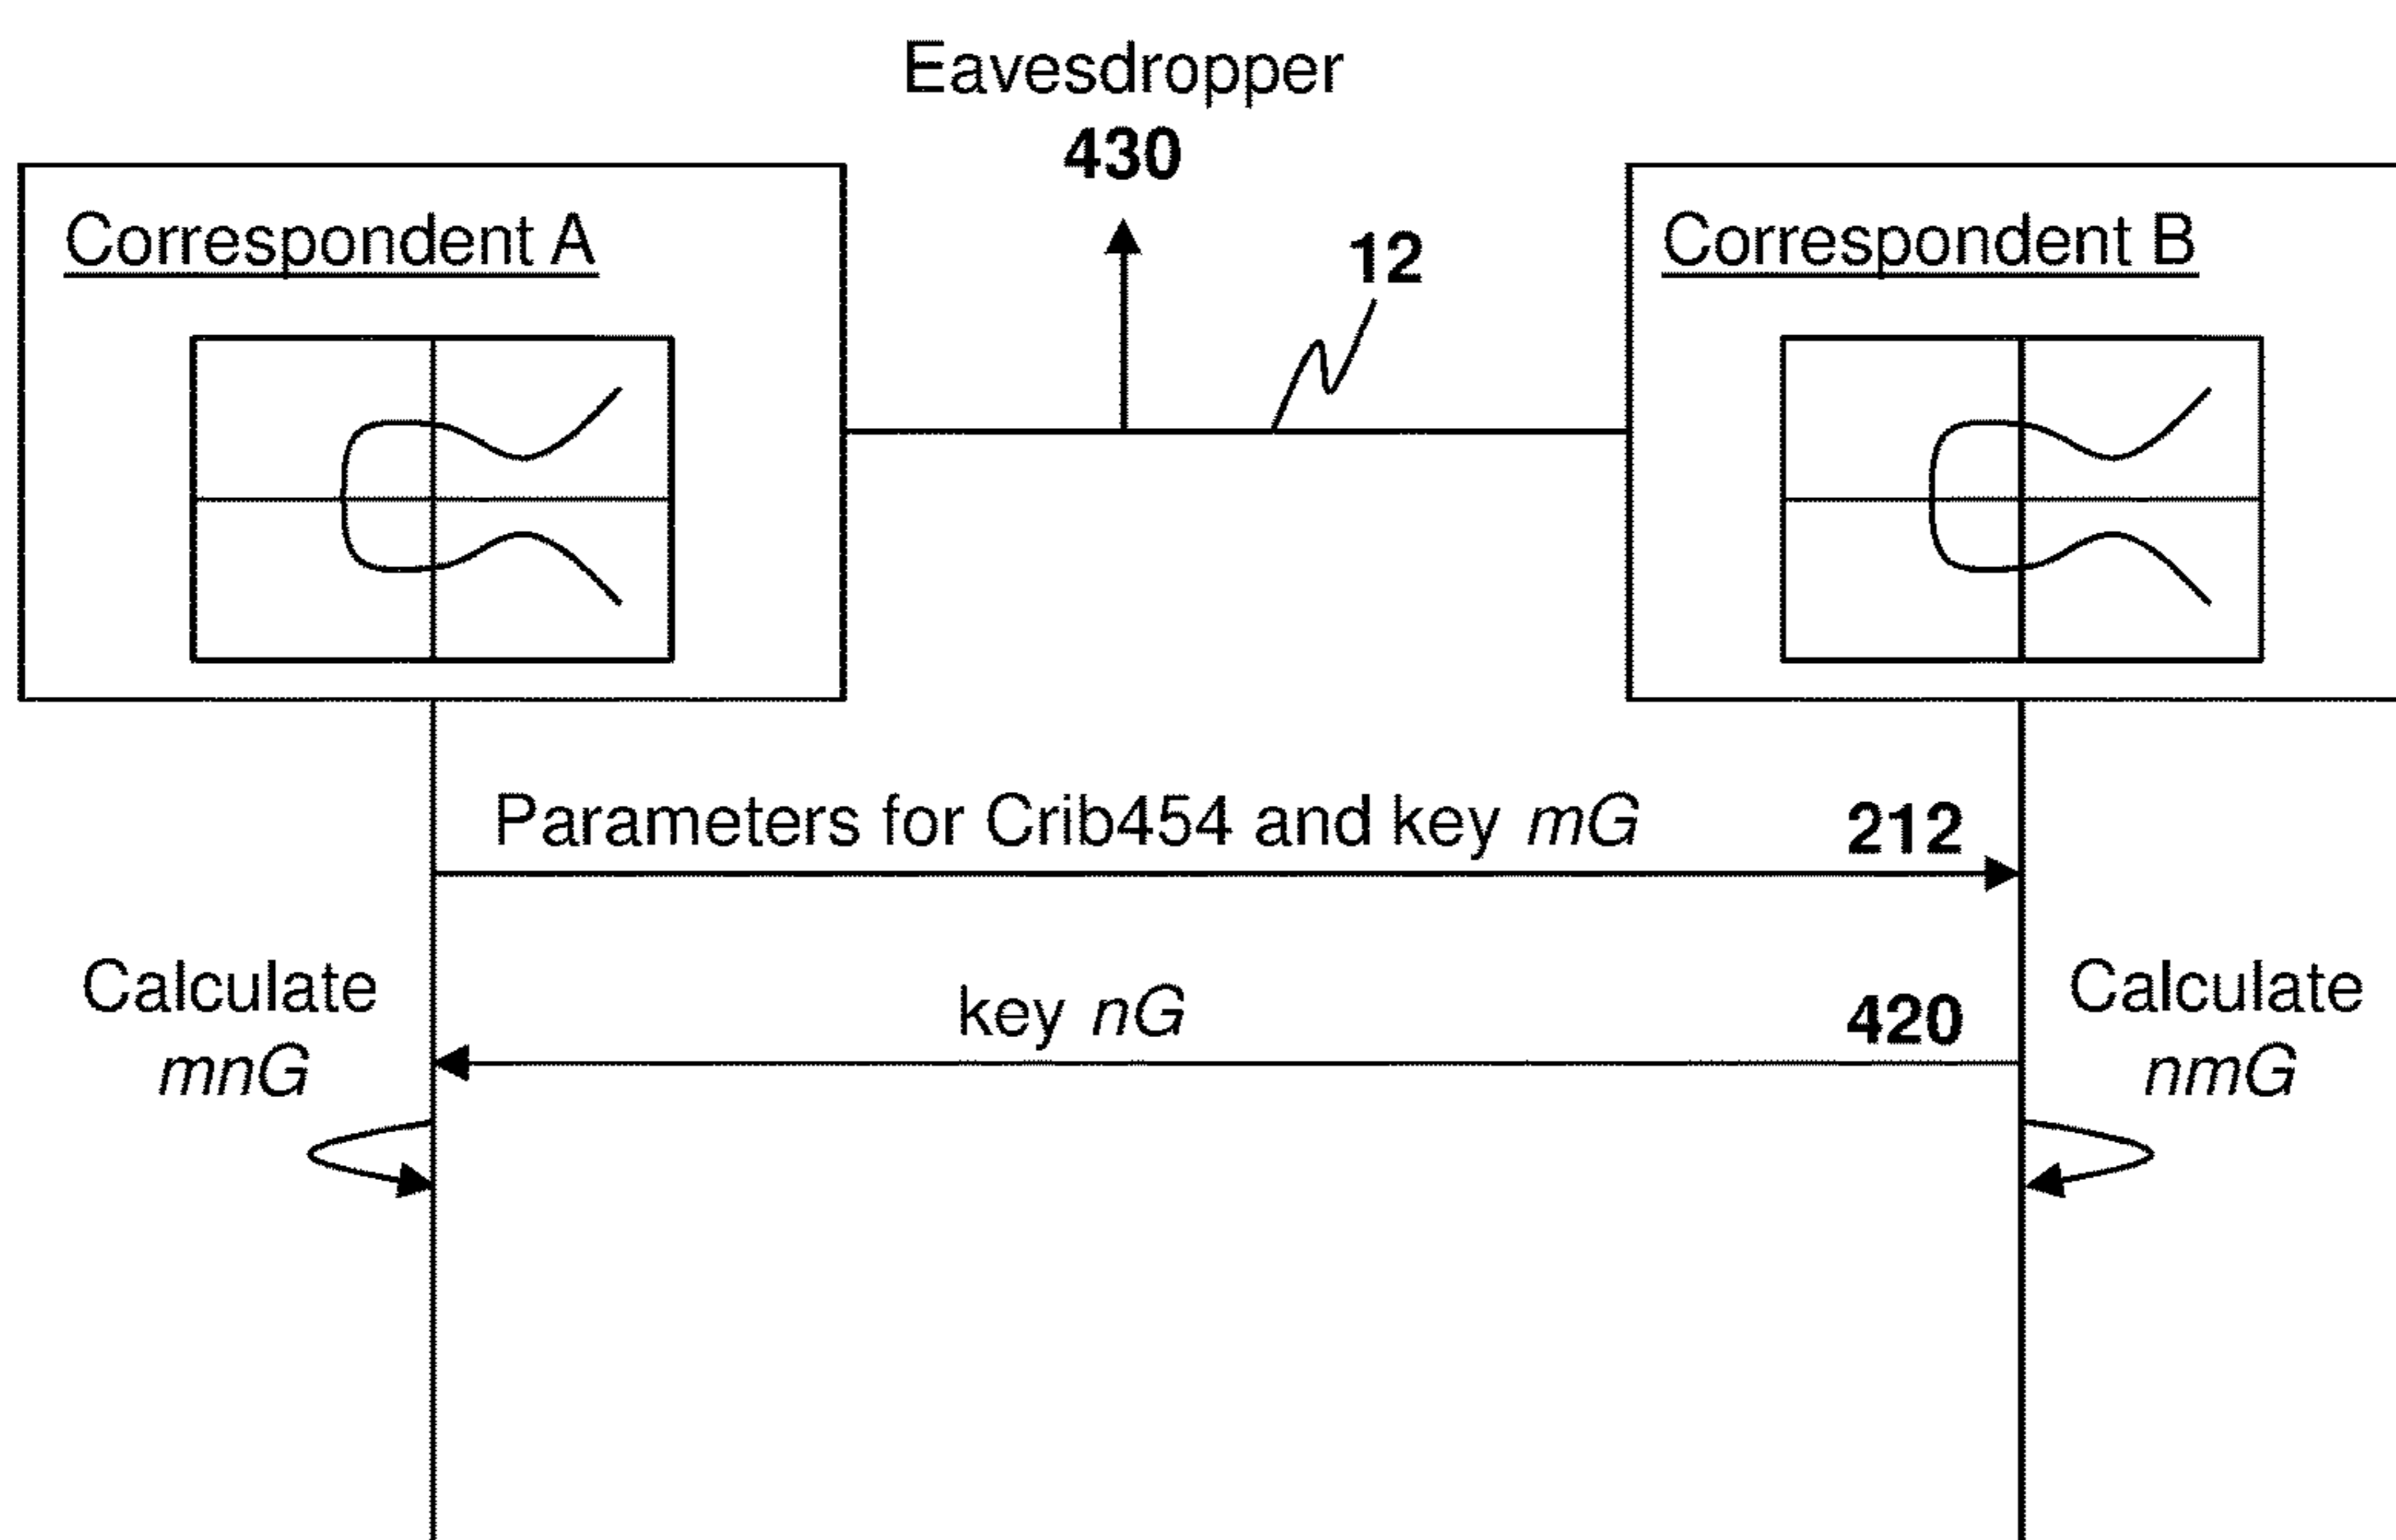 Eavesdropper
430
Correspondent A
12
Correspondent B
Parameters for Crib454 and key mG
212
Calculate
mnG
key nG
420
Calculate
nmG